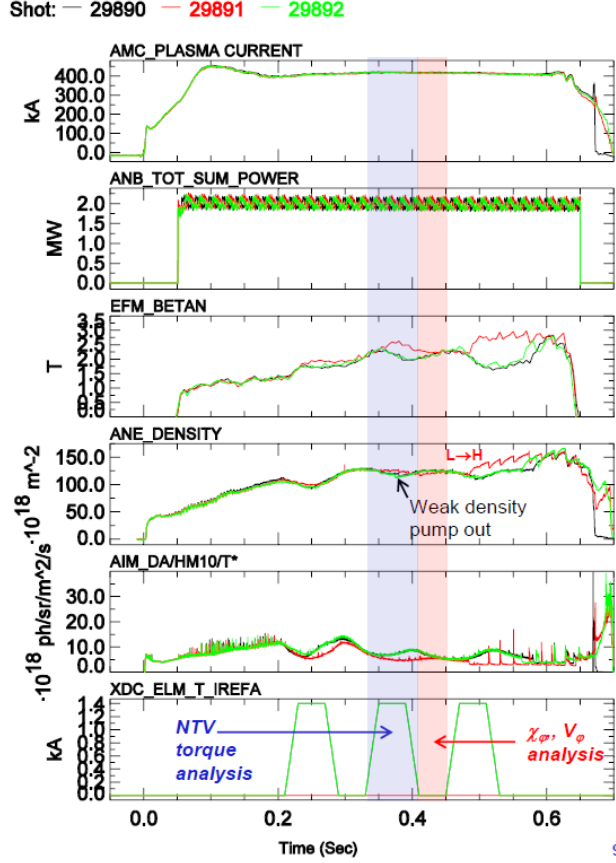 Shot: — 29890 — 29891 — 29892
AMC_PLASMA CURRENT
400.0
300.0
200.0
100.0
0.0
kA
ANB_TOT_SUM_POWER
2.0
1.5
1.0
0.5
0.0
MW
EFM_BETAN
3.5
3.0
2.5
2.0
1.5
1.0
0.5
0.0
T
ANE_DENSITY
150.0
100.0
50.0
0.0
·10^18 m^-2
L→H
Weak density
pump out
AIM_DA/HM10/T*
30.0
20.0
10.0
0.0
·10^18 ph/sr/m^2/s
XDC_ELM_T_IREFA
1.4
1.2
1.0
0.8
0.6
0.4
0.2
0.0
kA
NTV
torque
analysis
χφ, Vφ
analysis
0.0 0.2 0.4 0.6
Time (Sec)